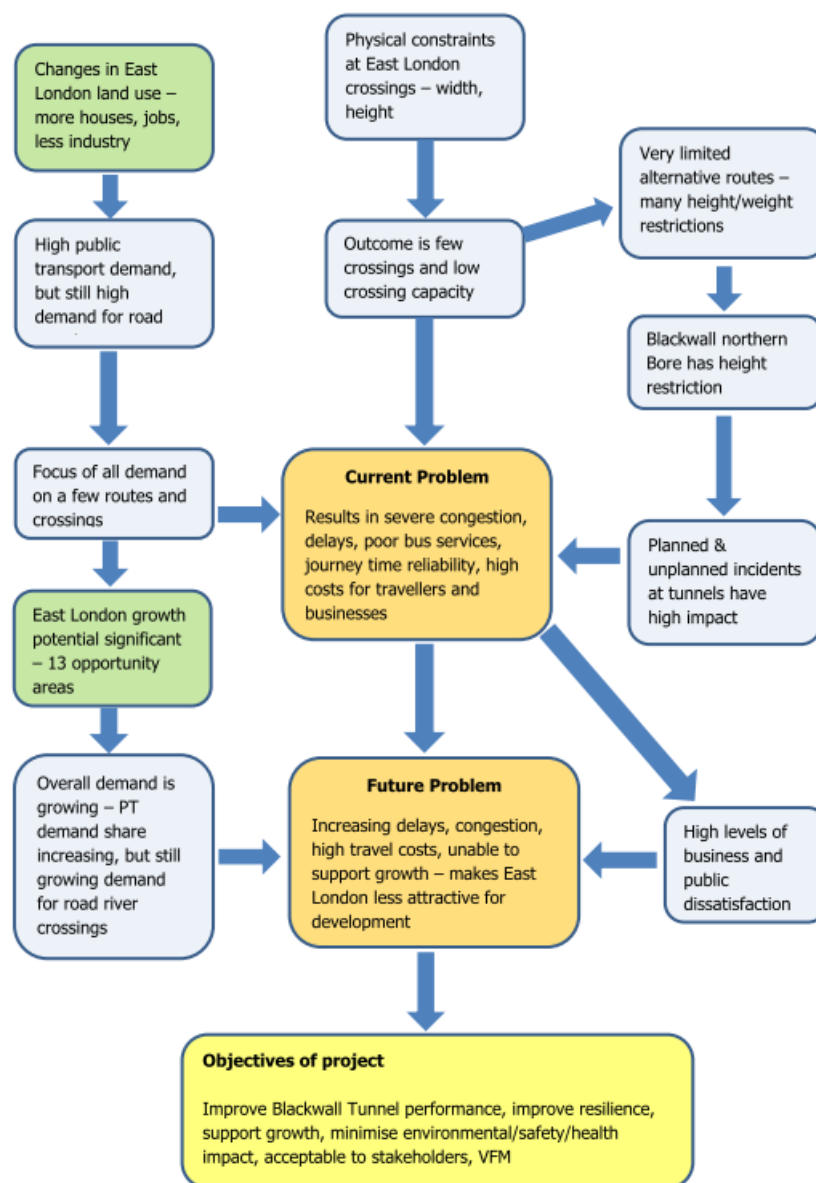 Changes in East
London land use –
more houses, jobs,
less industry
High public
transport demand,
but still high
demand for road
Focus of all demand
on a few routes and
crossings
East London growth
potential significant
– 13 opportunity
areas
Overall demand is
growing – PT
demand share
increasing, but still
growing demand
for road river
crossings
Physical constraints
at East London
crossings – width,
height
Outcome is few
crossings and low
crossing capacity
Very limited
alternative routes –
many height/weight
restrictions
Blackwall northern
Bore has height
restriction
Planned &
unplanned incidents
at tunnels have
high impact
Current Problem
Results in severe congestion,
delays, poor bus services,
journey time reliability, high
costs for travellers and
businesses
High levels of
business and
public
dissatisfaction
Future Problem
Increasing delays, congestion,
high travel costs, unable to
support growth – makes East
London less attractive for
development
Objectives of project
Improve Blackwall Tunnel performance, improve resilience,
support growth, minimise environmental/safety/health
impact, acceptable to stakeholders, VFM